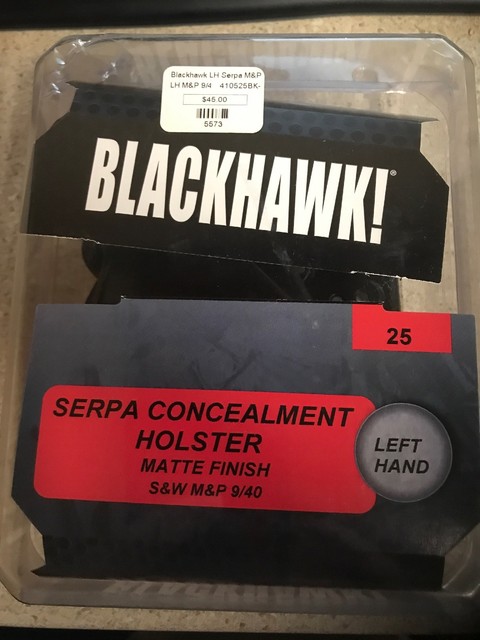 Blackhawk LH Serpa M&P
LH M&P 9/4 410525BK-
$45.00
5573
BLACKHAWK!®
25
SERPA CONCEALMENT
HOLSTER
MATTE FINISH
S&W M&P 9/40
LEFT
HAND
BLACKHAWK